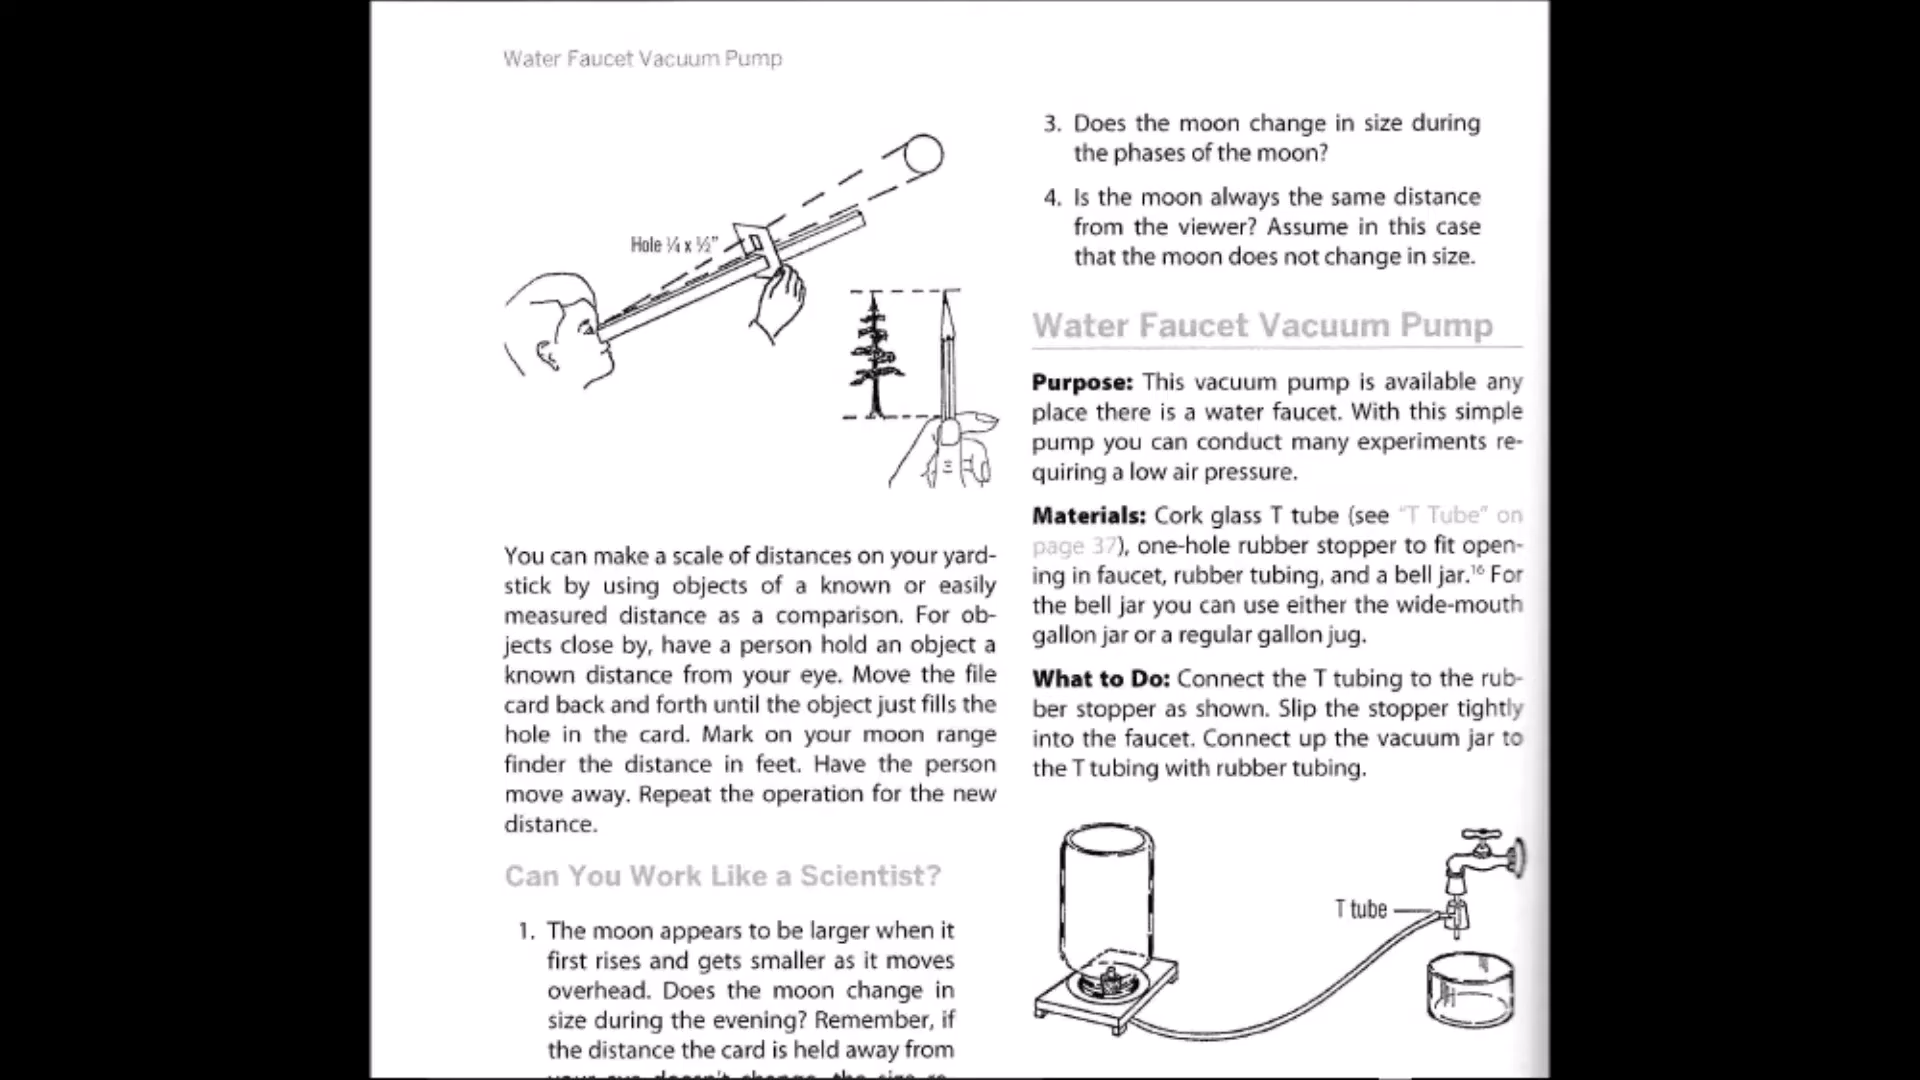 Water Faucet Vacuum Pump
Hole ¼ x ½"
You can make a scale of distances on your yard-
stick by using objects of a known or easily
measured distance as a comparison. For ob-
jects close by, have a person hold an object a
known distance from your eye. Move the file
card back and forth until the object just fills the
hole in the card. Mark on your moon range
finder the distance in feet. Have the person
move away. Repeat the operation for the new
distance.
Can You Work Like a Scientist?
1. The moon appears to be larger when it
first rises and gets smaller as it moves
overhead. Does the moon change in
size during the evening? Remember, if
the distance the card is held away from
3. Does the moon change in size during
the phases of the moon?
4. Is the moon always the same distance
from the viewer? Assume in this case
that the moon does not change in size.
Water Faucet Vacuum Pump
Purpose: This vacuum pump is available any
place there is a water faucet. With this simple
pump you can conduct many experiments re-
quiring a low air pressure.
Materials: Cork glass T tube (see "T Tube" on
page 37), one-hole rubber stopper to fit open-
ing in faucet, rubber tubing, and a bell jar.¹⁶ For
the bell jar you can use either the wide-mouth
gallon jar or a regular gallon jug.
What to Do: Connect the T tubing to the rub-
ber stopper as shown. Slip the stopper tightly
into the faucet. Connect up the vacuum jar to
the T tubing with rubber tubing.
T tube